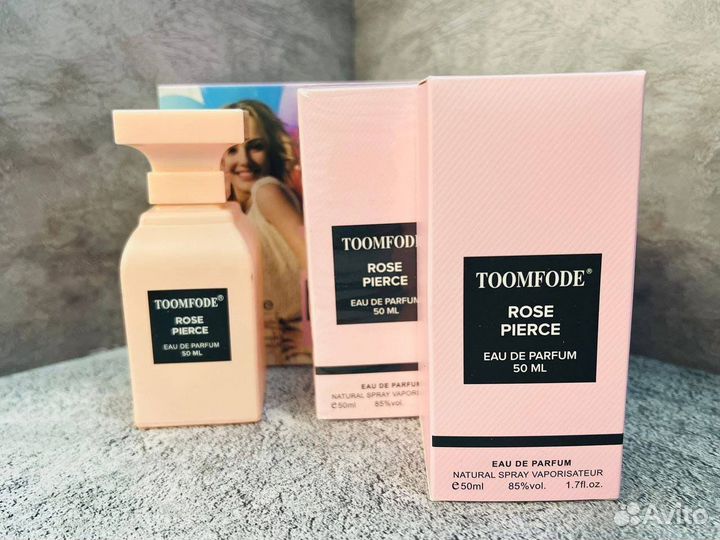 TOOMFODE®
ROSE
PIERCE
EAU DE PARFUM
50 ML
TOOMFODE
ROSE
PIERCE
EAU DE PARFUM
50 ML
EAU DE PARFUM
NATURAL SPRAY
℮50ml 85%vol.
TOOMFODE®
ROSE
PIERCE
EAU DE PARFUM
50 ML
EAU DE PARFUM
NATURAL SPRAY VAPORISATEUR
℮50ml 85%vol. 1.7fl.oz.
Avito